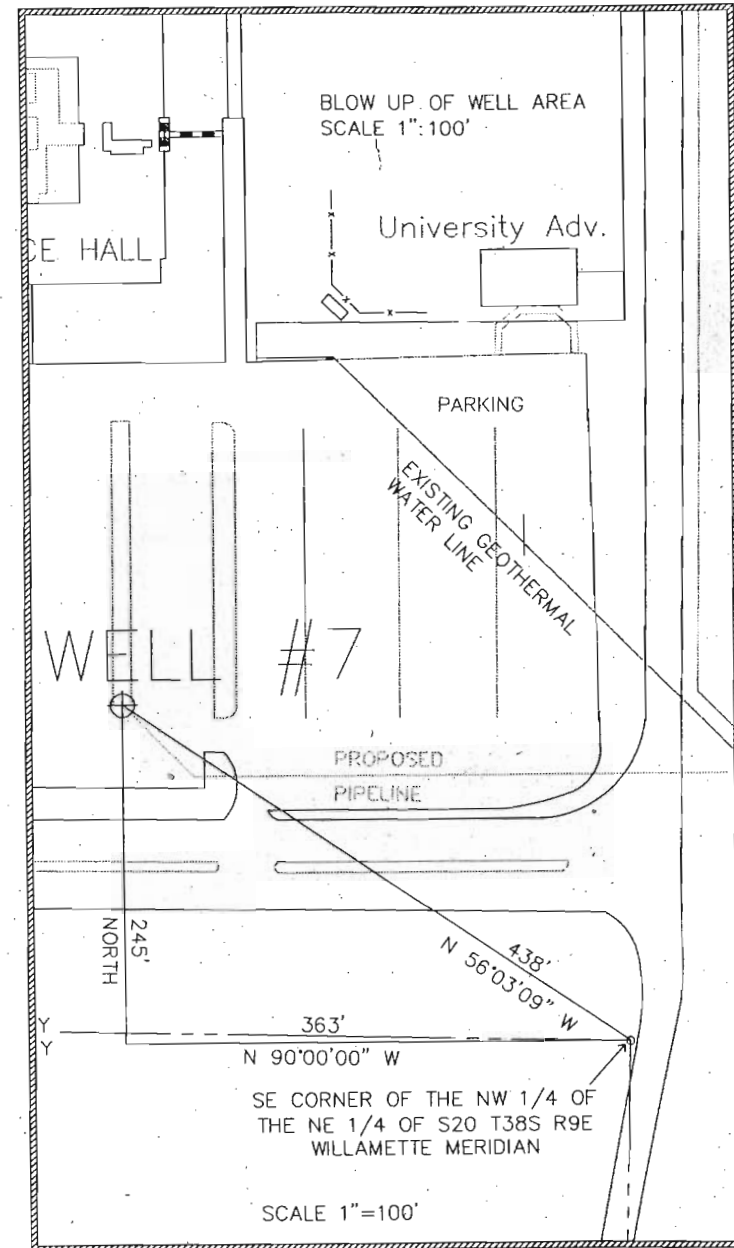 BLOW UP OF WELL AREA
SCALE 1":100'
University Adv.
CE HALL
PARKING
EXISTING GEOTHERMAL
WATER LINE
WELL #7
PROPOSED
PIPELINE
245'
NORTH
438'
N 56°03'09" W
Y
Y
363'
N 90°00'00" W
SE CORNER OF THE NW 1/4 OF
THE NE 1/4 OF S20 T38S R9E
WILLAMETTE MERIDIAN
SCALE 1"=100'